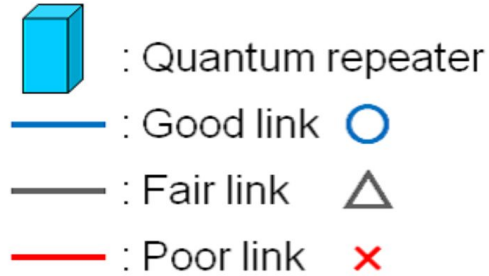 : Quantum repeater
: Good link
: Fair link
: Poor link